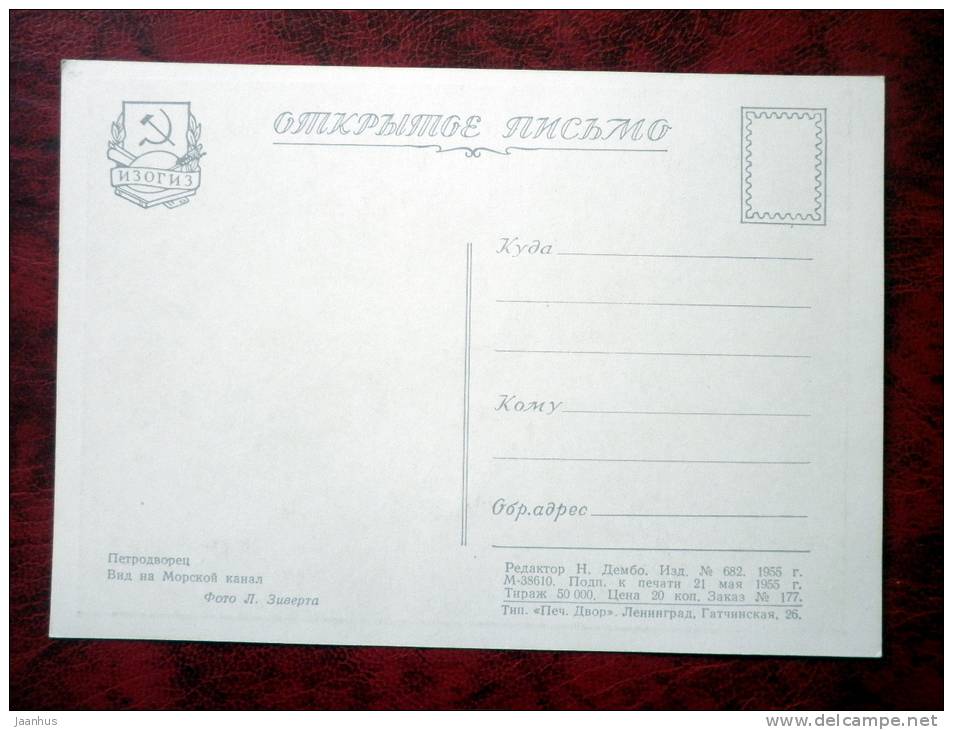 ОТКРЫТОЕ ПИСЬМО
ИЗОГИЗ
Куда
Кому
Обр.адрес
Петродворец
Вид на Морской канал
Фото Л. Зиверта
Редактор Н. Дембо. Изд. № 682. 1955 г.
М-38610. Подп. к печати 21 мая 1955 г.
Тираж 50 000. Цена 20 коп. Заказ № 177.
Тип. «Печ. Двор». Ленинград, Гатчинская, 26.
jaanhus
www.delcampe.net